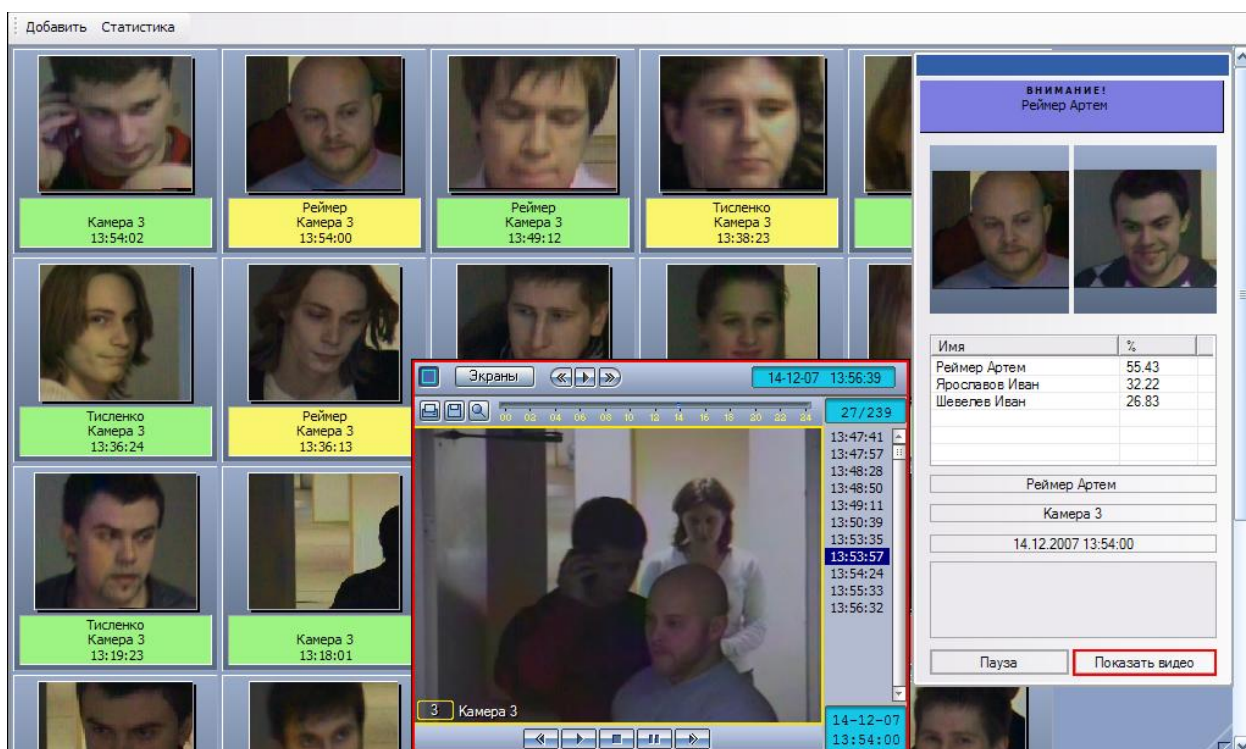 Добавить Статистика
Камера 3
13:54:02
Реймер
Камера 3
13:54:00
Реймер
Камера 3
13:49:12
Тисленко
Камера 3
13:38:23
Тисленко
Камера 3
13:36:24
Реймер
Камера 3
13:36:13
Тисленко
Камера 3
13:19:23
Камера 3
13:18:01
Экраны
14-12-07 13:56:39
00 02 04 06 08 10 12 14 16 18 20 22 24
27/239
13:47:41
13:47:57
13:48:28
13:48:50
13:49:11
13:50:39
13:53:35
13:53:57
13:54:24
13:55:33
13:56:32
3 Камера 3
14-12-07
13:54:00
ВНИМАНИЕ!
Реймер Артем
Имя %
Реймер Артем 55.43
Ярославов Иван 32.22
Шевелев Иван 26.83
Реймер Артем
Камера 3
14.12.2007 13:54:00
Пауза Показать видео